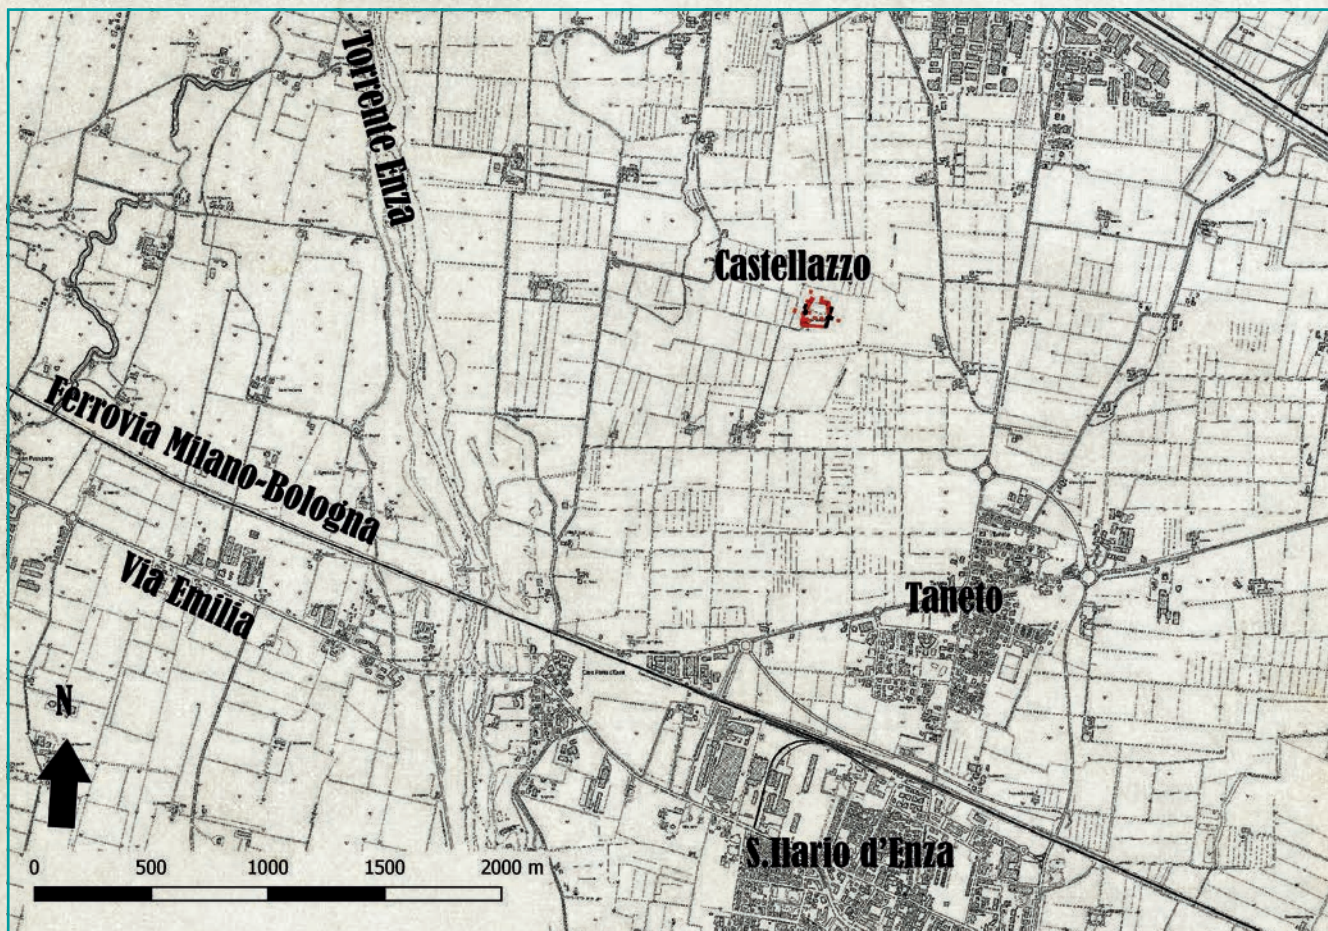 Torrente Enza
Castellazzo
Ferrovia Milano-Bologna
Via Emilia
Taneto
N
S.Ilario d'Enza
0 500 1000 1500 2000 m